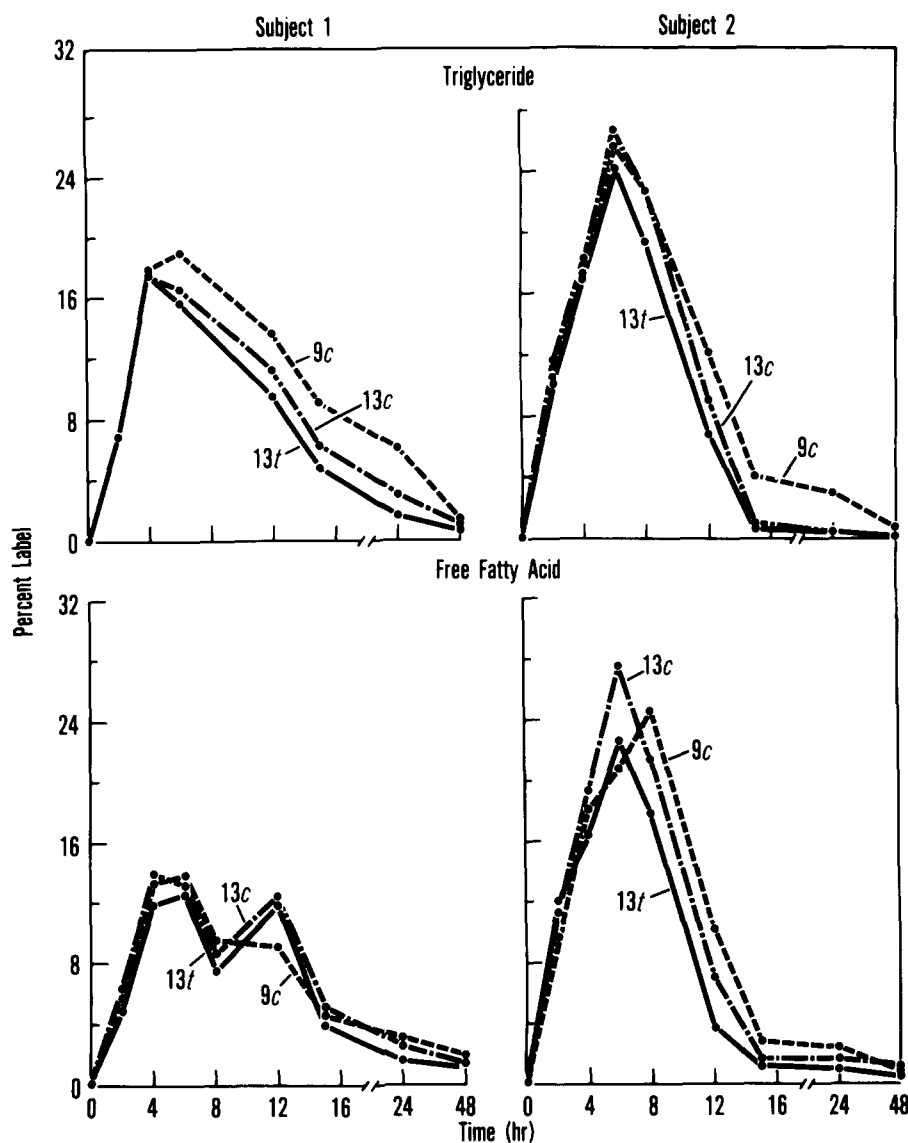 Subject 1 Subject 2
32
Triglyceride
24
16
8
0
9c
13c
13t
13t
13c
9c
Percent Label
Free Fatty Acid
32
24
16
8
0
13c
13t
9c
13c
9c
13t
0 4 8 12 16 24 48 0 4 8 12 16 24 48
Time (hr)